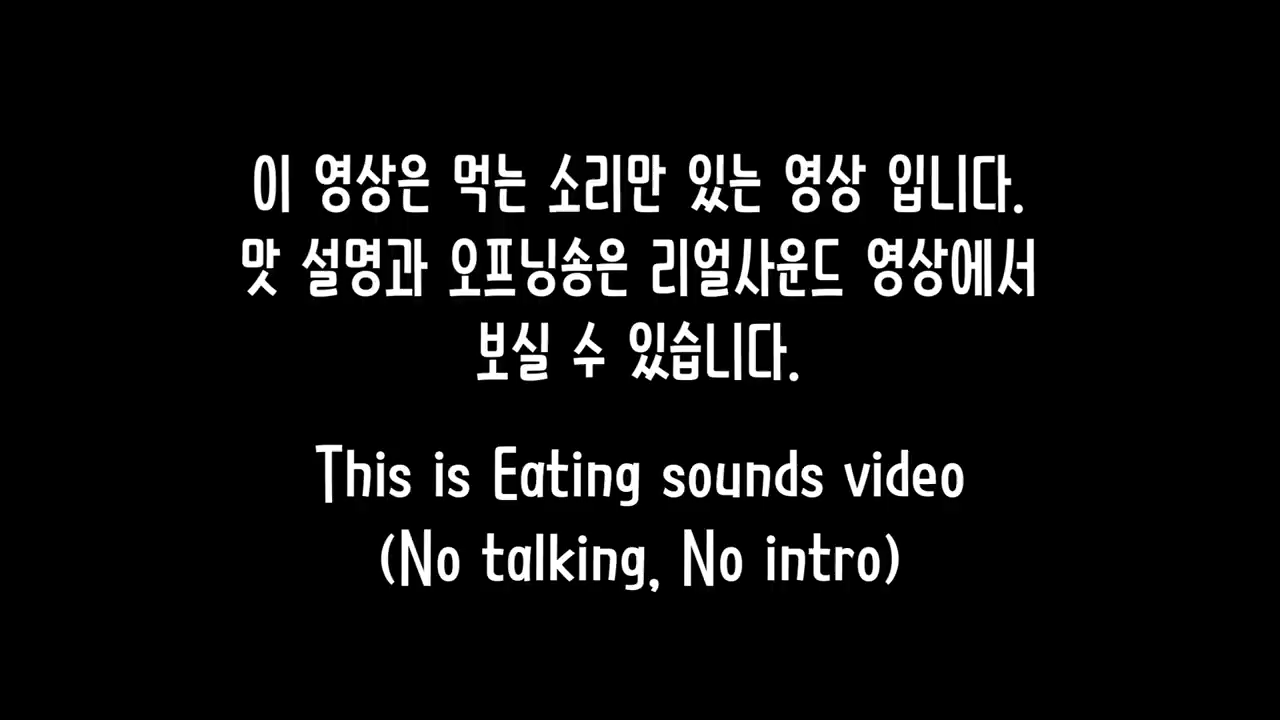 이 영상은 먹는 소리만 있는 영상 입니다.
맛 설명과 오프닝송은 리얼사운드 영상에서
보실 수 있습니다.
This is Eating sounds video
(No talking, No intro)